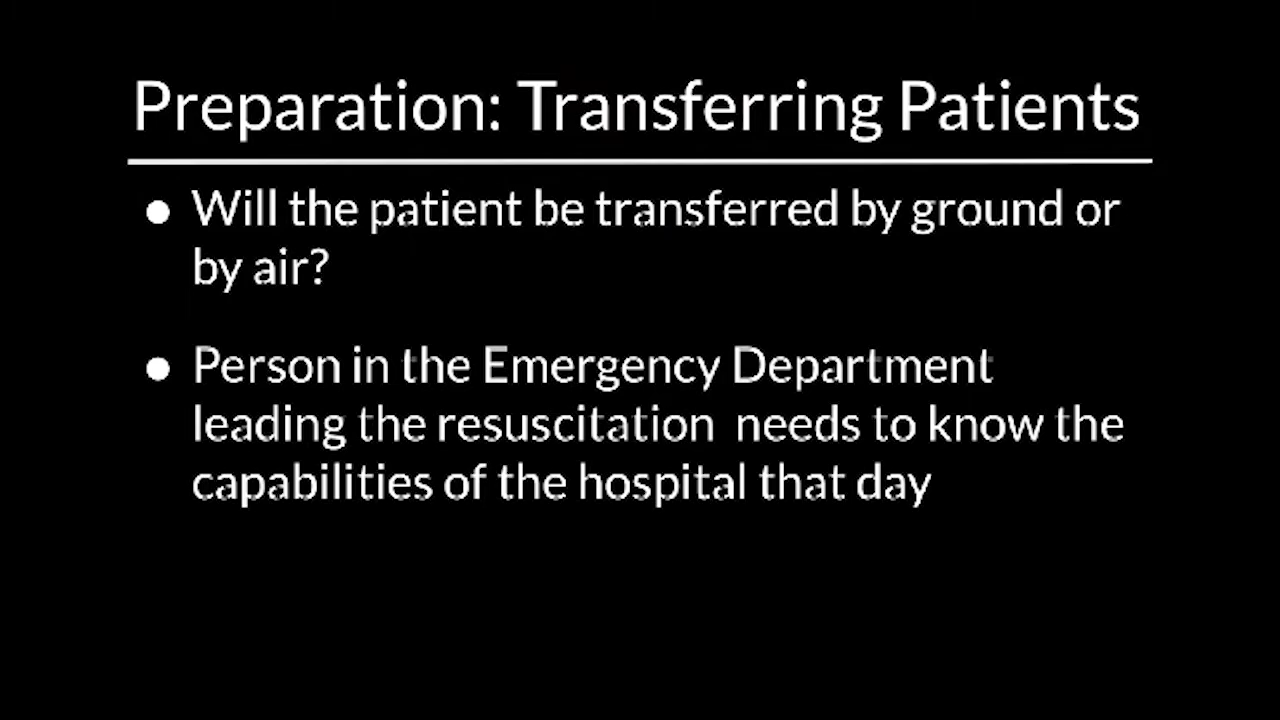 Preparation: Transferring Patients
• Will the patient be transferred by ground or
by air?
• Person in the Emergency Department
leading the resuscitation  needs to know the
capabilities of the hospital that day